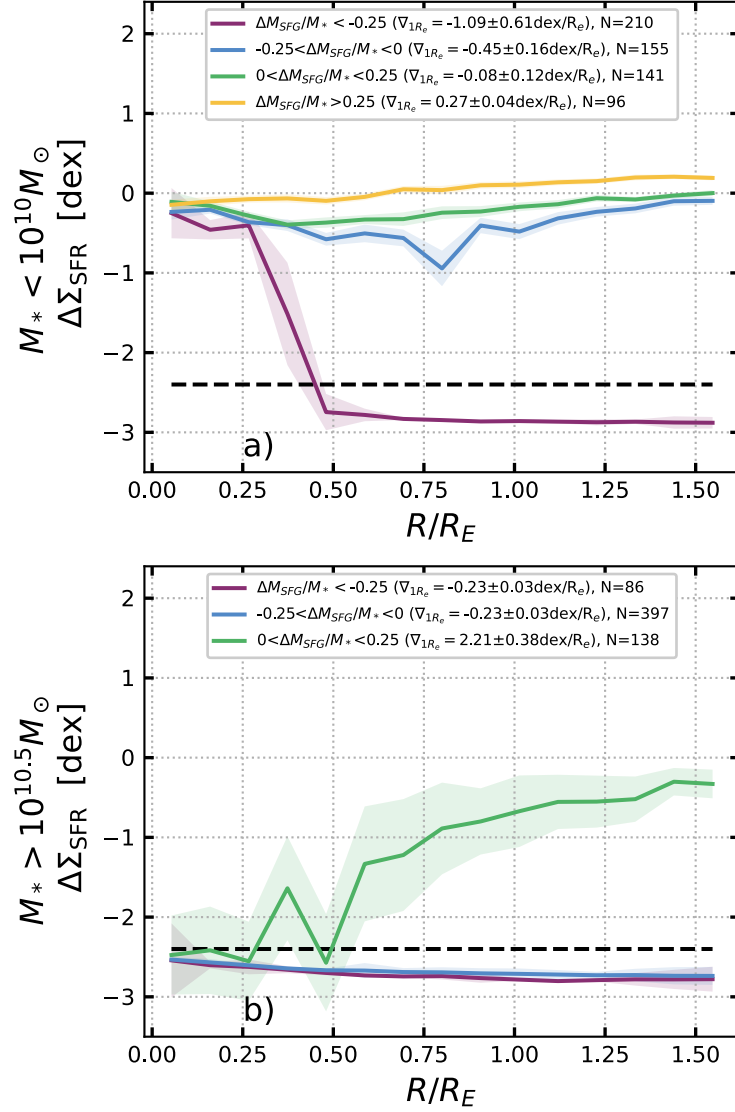 ΔM_SFG/M_* < -0.25 (∇_1R_e = -1.09±0.61dex/R_e), N=210
-0.25<ΔM_SFG/M_*<0 (∇_1R_e = -0.45±0.16dex/R_e), N=155
0<ΔM_SFG/M_*<0.25 (∇_1R_e = -0.08±0.12dex/R_e), N=141
ΔM_SFG/M_*>0.25 (∇_1R_e = 0.27±0.04dex/R_e), N=96
M_* < 10^10 M_⊙
ΔΣ_SFR [dex]
2
1
0
−1
−2
−3
a)
0.00 0.25 0.50 0.75 1.00 1.25 1.50
R/R_E
ΔM_SFG/M_* < -0.25 (∇_1R_e = -0.23±0.03dex/R_e), N=86
-0.25<ΔM_SFG/M_*<0 (∇_1R_e = -0.23±0.03dex/R_e), N=397
0<ΔM_SFG/M_*<0.25 (∇_1R_e = 2.21±0.38dex/R_e), N=138
M_* > 10^10.5 M_⊙
ΔΣ_SFR [dex]
2
1
0
−1
−2
−3
b)
0.00 0.25 0.50 0.75 1.00 1.25 1.50
R/R_E